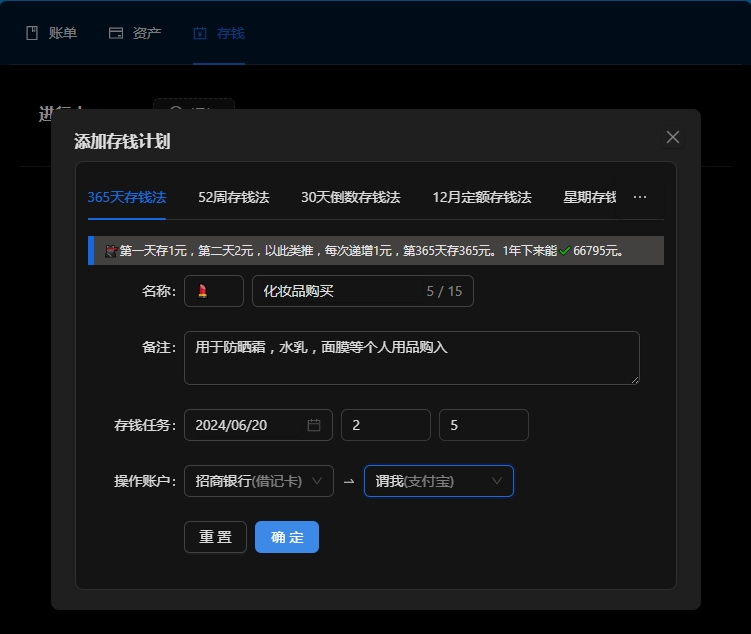 账单 资产 存钱
添加存钱计划
365天存钱法 52周存钱法 30天倒数存钱法 12月定额存钱法 星期存钱 ···
第一天存1元，第二天2元，以此类推，每次递增1元，第365天存365元。1年下来能✅66795元。
名称: 化妆品购买 5 / 15
备注: 用于防晒霜，水乳，面膜等个人用品购入
存钱任务: 2024/06/20 2 5
操作账户: 招商银行(借记卡) ⇀ 谓我(支付宝)
重 置 确 定